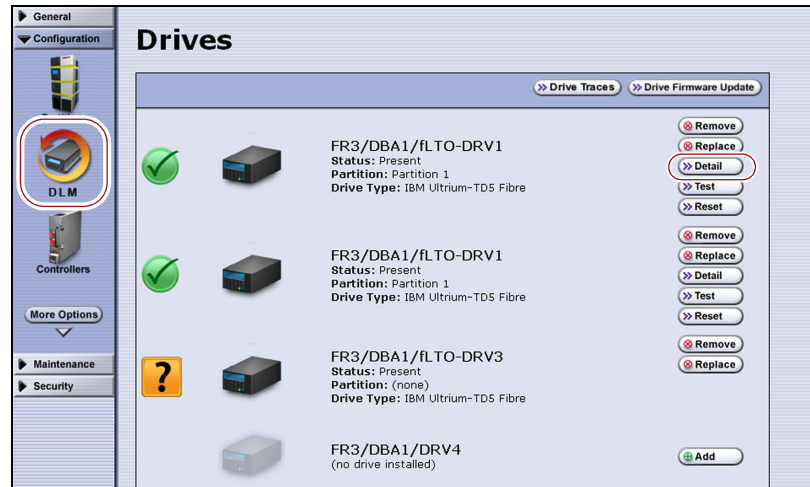 General
Configuration
Drives
Drive Traces
Drive Firmware Update
DLM
Controllers
More Options
Maintenance
Security
FR3/DBA1/fLTO-DRV1
Status: Present
Partition: Partition 1
Drive Type: IBM Ultrium-TD5 Fibre
Remove
Replace
Detail
Test
Reset
FR3/DBA1/fLTO-DRV1
Status: Present
Partition: Partition 1
Drive Type: IBM Ultrium-TD5 Fibre
Remove
Replace
Detail
Test
Reset
FR3/DBA1/fLTO-DRV3
Status: Present
Partition: (none)
Drive Type: IBM Ultrium-TD5 Fibre
Remove
Replace
FR3/DBA1/DRV4
(no drive installed)
Add